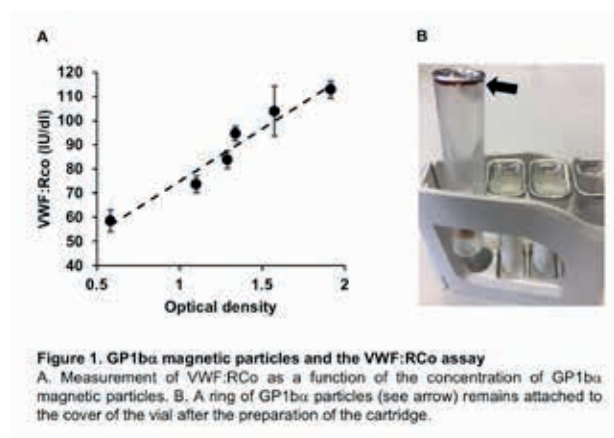 A
B
120
110
100
90
80
70
60
50
40
VWF:Rco (IU/dl)
0.5
1
1.5
2
Optical density
Figure 1. GP1bα magnetic particles and the VWF:RCo assay
A. Measurement of VWF:RCo as a function of the concentration of GP1bα
magnetic particles. B. A ring of GP1bα particles (see arrow) remains attached to
the cover of the vial after the preparation of the cartridge.